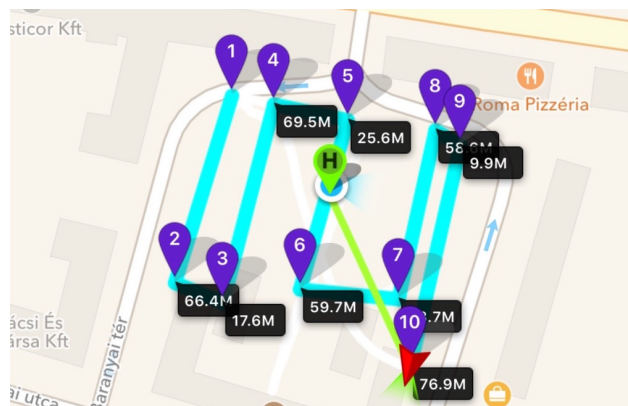 sticor Kft
1
4
5
8
9
Roma Pizzéria
69.5M
25.6M
58.6M
9.9M
H
2
3
6
7
66.4M
17.6M
59.7M
10
76.9M
ácsi És
ársa Kft
Baranyai tér
ai utca